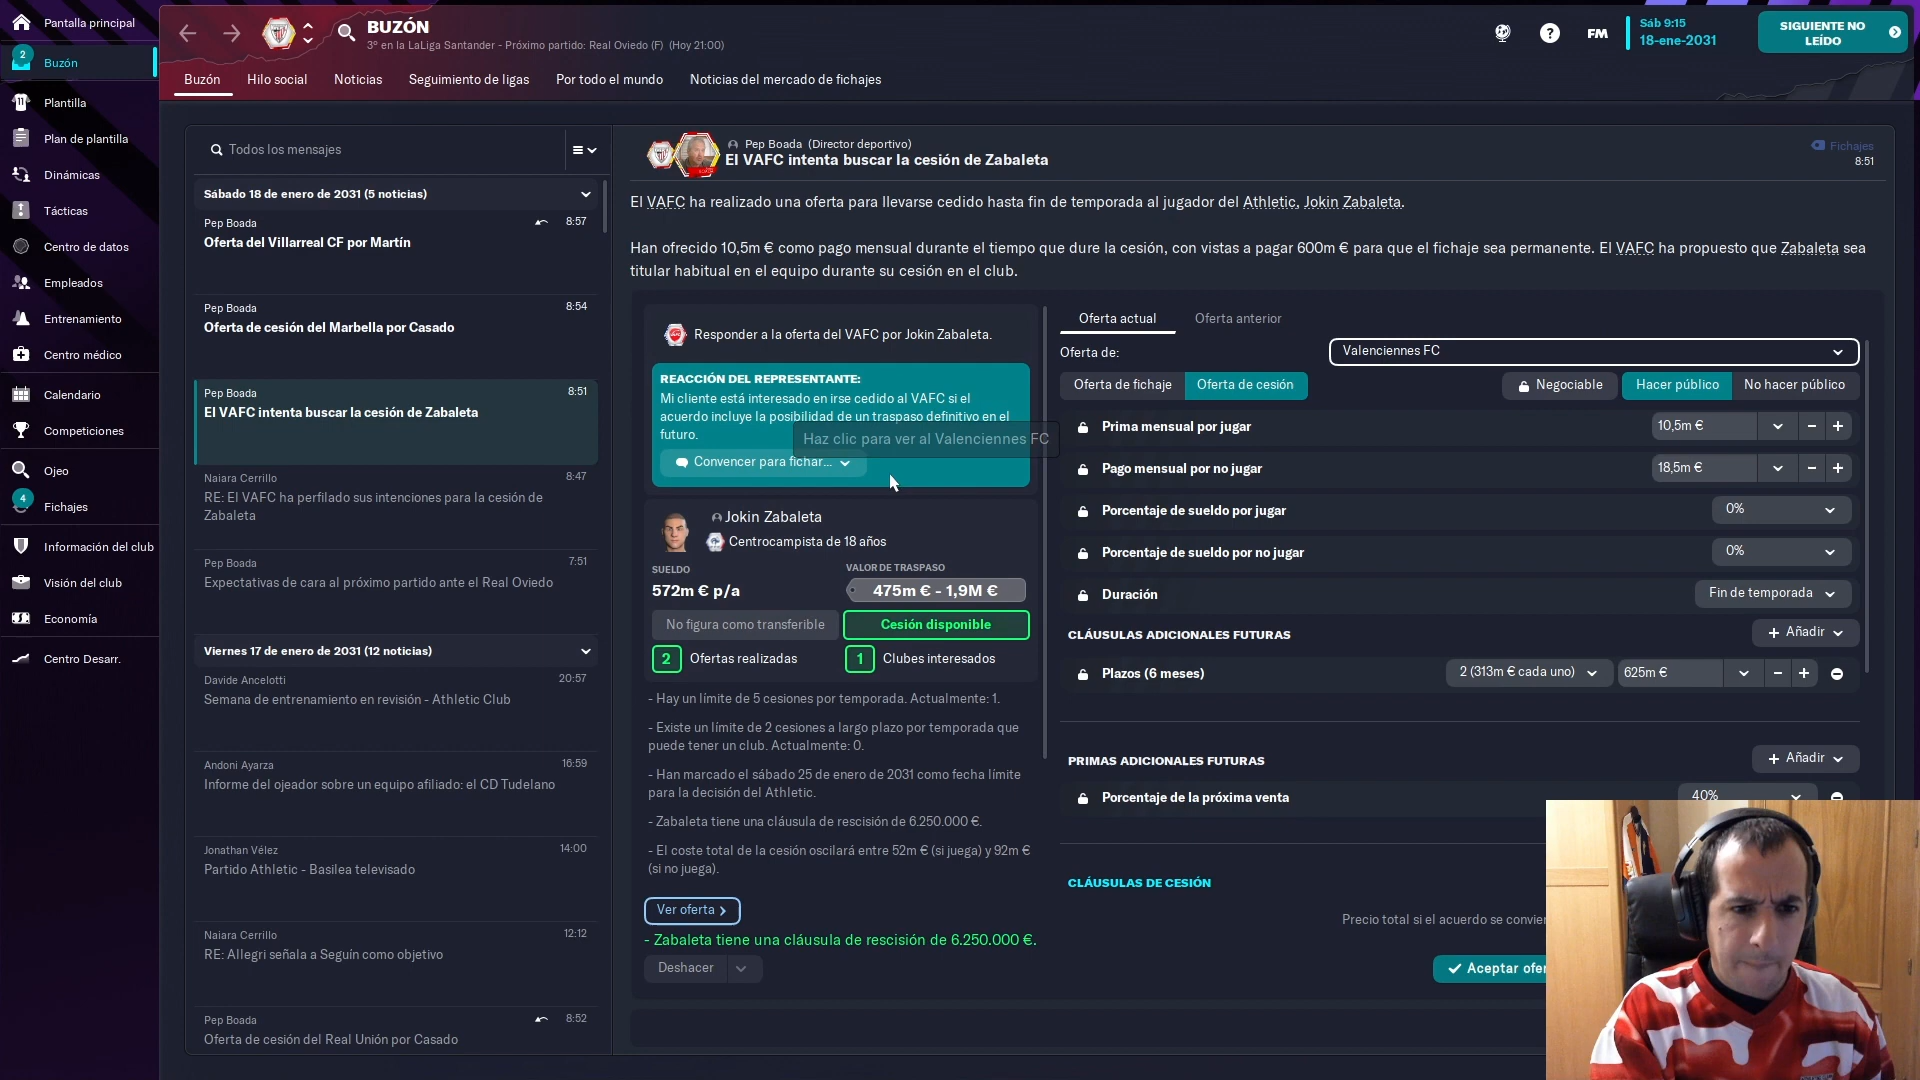 Pantalla principal
2
Buzón
Plantilla
Plan de plantilla
Dinámicas
Tácticas
Centro de datos
Empleados
Entrenamiento
Centro médico
Calendario
Competiciones
Ojeo
4
Fichajes
Información del club
Visión del club
Economía
Centro Desarr.
BUZÓN
3º en la LaLiga Santander - Próximo partido: Real Oviedo (F) (Hoy 21:00)
FM
Sáb 9:15
18-ene-2031
SIGUIENTE NO LEÍDO
Buzón
Hilo social
Noticias
Seguimiento de ligas
Por todo el mundo
Noticias del mercado de fichajes
Todos los mensajes
Sábado 18 de enero de 2031 (5 noticias)
Pep Boada 8:57
Oferta del Villarreal CF por Martín
Pep Boada 8:54
Oferta de cesión del Marbella por Casado
Pep Boada 8:51
El VAFC intenta buscar la cesión de Zabaleta
Naiara Cerrillo 8:47
RE: El VAFC ha perfilado sus intenciones para la cesión de
Zabaleta
Pep Boada 7:51
Expectativas de cara al próximo partido ante el Real Oviedo
Viernes 17 de enero de 2031 (12 noticias)
Davide Ancelotti 20:57
Semana de entrenamiento en revisión - Athletic Club
Andoni Ayarza 16:59
Informe del ojeador sobre un equipo afiliado: el CD Tudelano
Jonathan Vélez 14:00
Partido Athletic - Basilea televisado
Naiara Cerrillo 12:12
RE: Allegri señala a Seguín como objetivo
Pep Boada 8:52
Oferta de cesión del Real Unión por Casado
Pep Boada (Director deportivo)
El VAFC intenta buscar la cesión de Zabaleta
Fichajes
8:51
El VAFC ha realizado una oferta para llevarse cedido hasta fin de temporada al jugador del Athletic, Jokin Zabaleta.
Han ofrecido 10,5m € como pago mensual durante el tiempo que dure la cesión, con vistas a pagar 600m € para que el fichaje sea permanente. El VAFC ha propuesto que Zabaleta sea
titular habitual en el equipo durante su cesión en el club.
Responder a la oferta del VAFC por Jokin Zabaleta.
REACCIÓN DEL REPRESENTANTE:
Mi cliente está interesado en irse cedido al VAFC si el
acuerdo incluye la posibilidad de un traspaso definitivo en el
futuro.
Haz clic para ver al Valenciennes FC
Convencer para fichar...
Jokin Zabaleta
Centrocampista de 18 años
SUELDO
572m € p/a
VALOR DE TRASPASO
475m € - 1,9M €
No figura como transferible
Cesión disponible
2 Ofertas realizadas
1 Clubes interesados
- Hay un límite de 5 cesiones por temporada. Actualmente: 1.
- Existe un límite de 2 cesiones a largo plazo por temporada que
puede tener un club. Actualmente: 0.
- Han marcado el sábado 25 de enero de 2031 como fecha límite
para la decisión del Athletic.
- Zabaleta tiene una cláusula de rescisión de 6.250.000 €.
- El coste total de la cesión oscilará entre 52m € (si juega) y 92m €
(si no juega).
Ver oferta
- Zabaleta tiene una cláusula de rescisión de 6.250.000 €.
Deshacer
Oferta actual
Oferta anterior
Oferta de:
Valenciennes FC
Oferta de fichaje
Oferta de cesión
Negociable
Hacer público
No hacer público
Prima mensual por jugar 10,5m €
Pago mensual por no jugar 18,5m €
Porcentaje de sueldo por jugar 0%
Porcentaje de sueldo por no jugar 0%
Duración Fin de temporada
CLÁUSULAS ADICIONALES FUTURAS + Añadir
Plazos (6 meses) 2 (313m € cada uno) 625m €
PRIMAS ADICIONALES FUTURAS + Añadir
Porcentaje de la próxima venta 40%
CLÁUSULAS DE CESIÓN
Precio total si el acuerdo se convier
Aceptar ofer